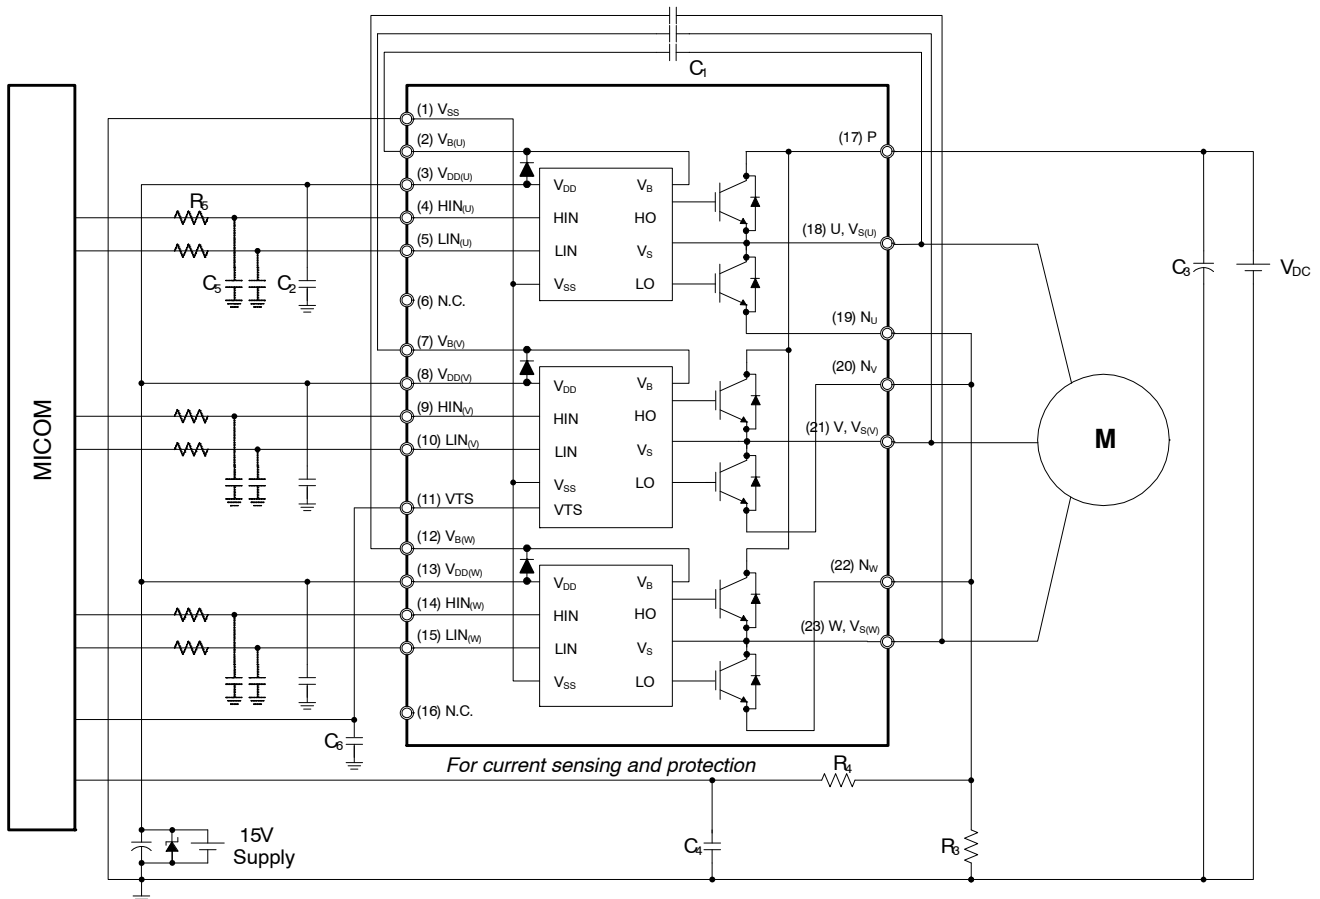 C₁
MICOM
(1) VSS
(2) VB(U)
(3) VDD(U)
(4) HIN(U)
(5) LIN(U)
(6) N.C.
(7) VB(V)
(8) VDD(V)
(9) HIN(V)
(10) LIN(V)
(11) VTS
(12) VB(W)
(13) VDD(W)
(14) HIN(W)
(15) LIN(W)
(16) N.C.
R₅
C₅
C₂
C₆
VDD
HIN
LIN
VSS
VB
HO
VS
LO
VDD
HIN
LIN
VSS
VTS
VB
HO
VS
LO
VDD
HIN
LIN
VSS
VB
HO
VS
LO
(17) P
(18) U, VS(U)
(19) NU
(20) NV
(21) V, VS(V)
(22) NW
(23) W, VS(W)
C₃
VDC
M
For current sensing and protection
R₄
15V
Supply
C₄
R₃